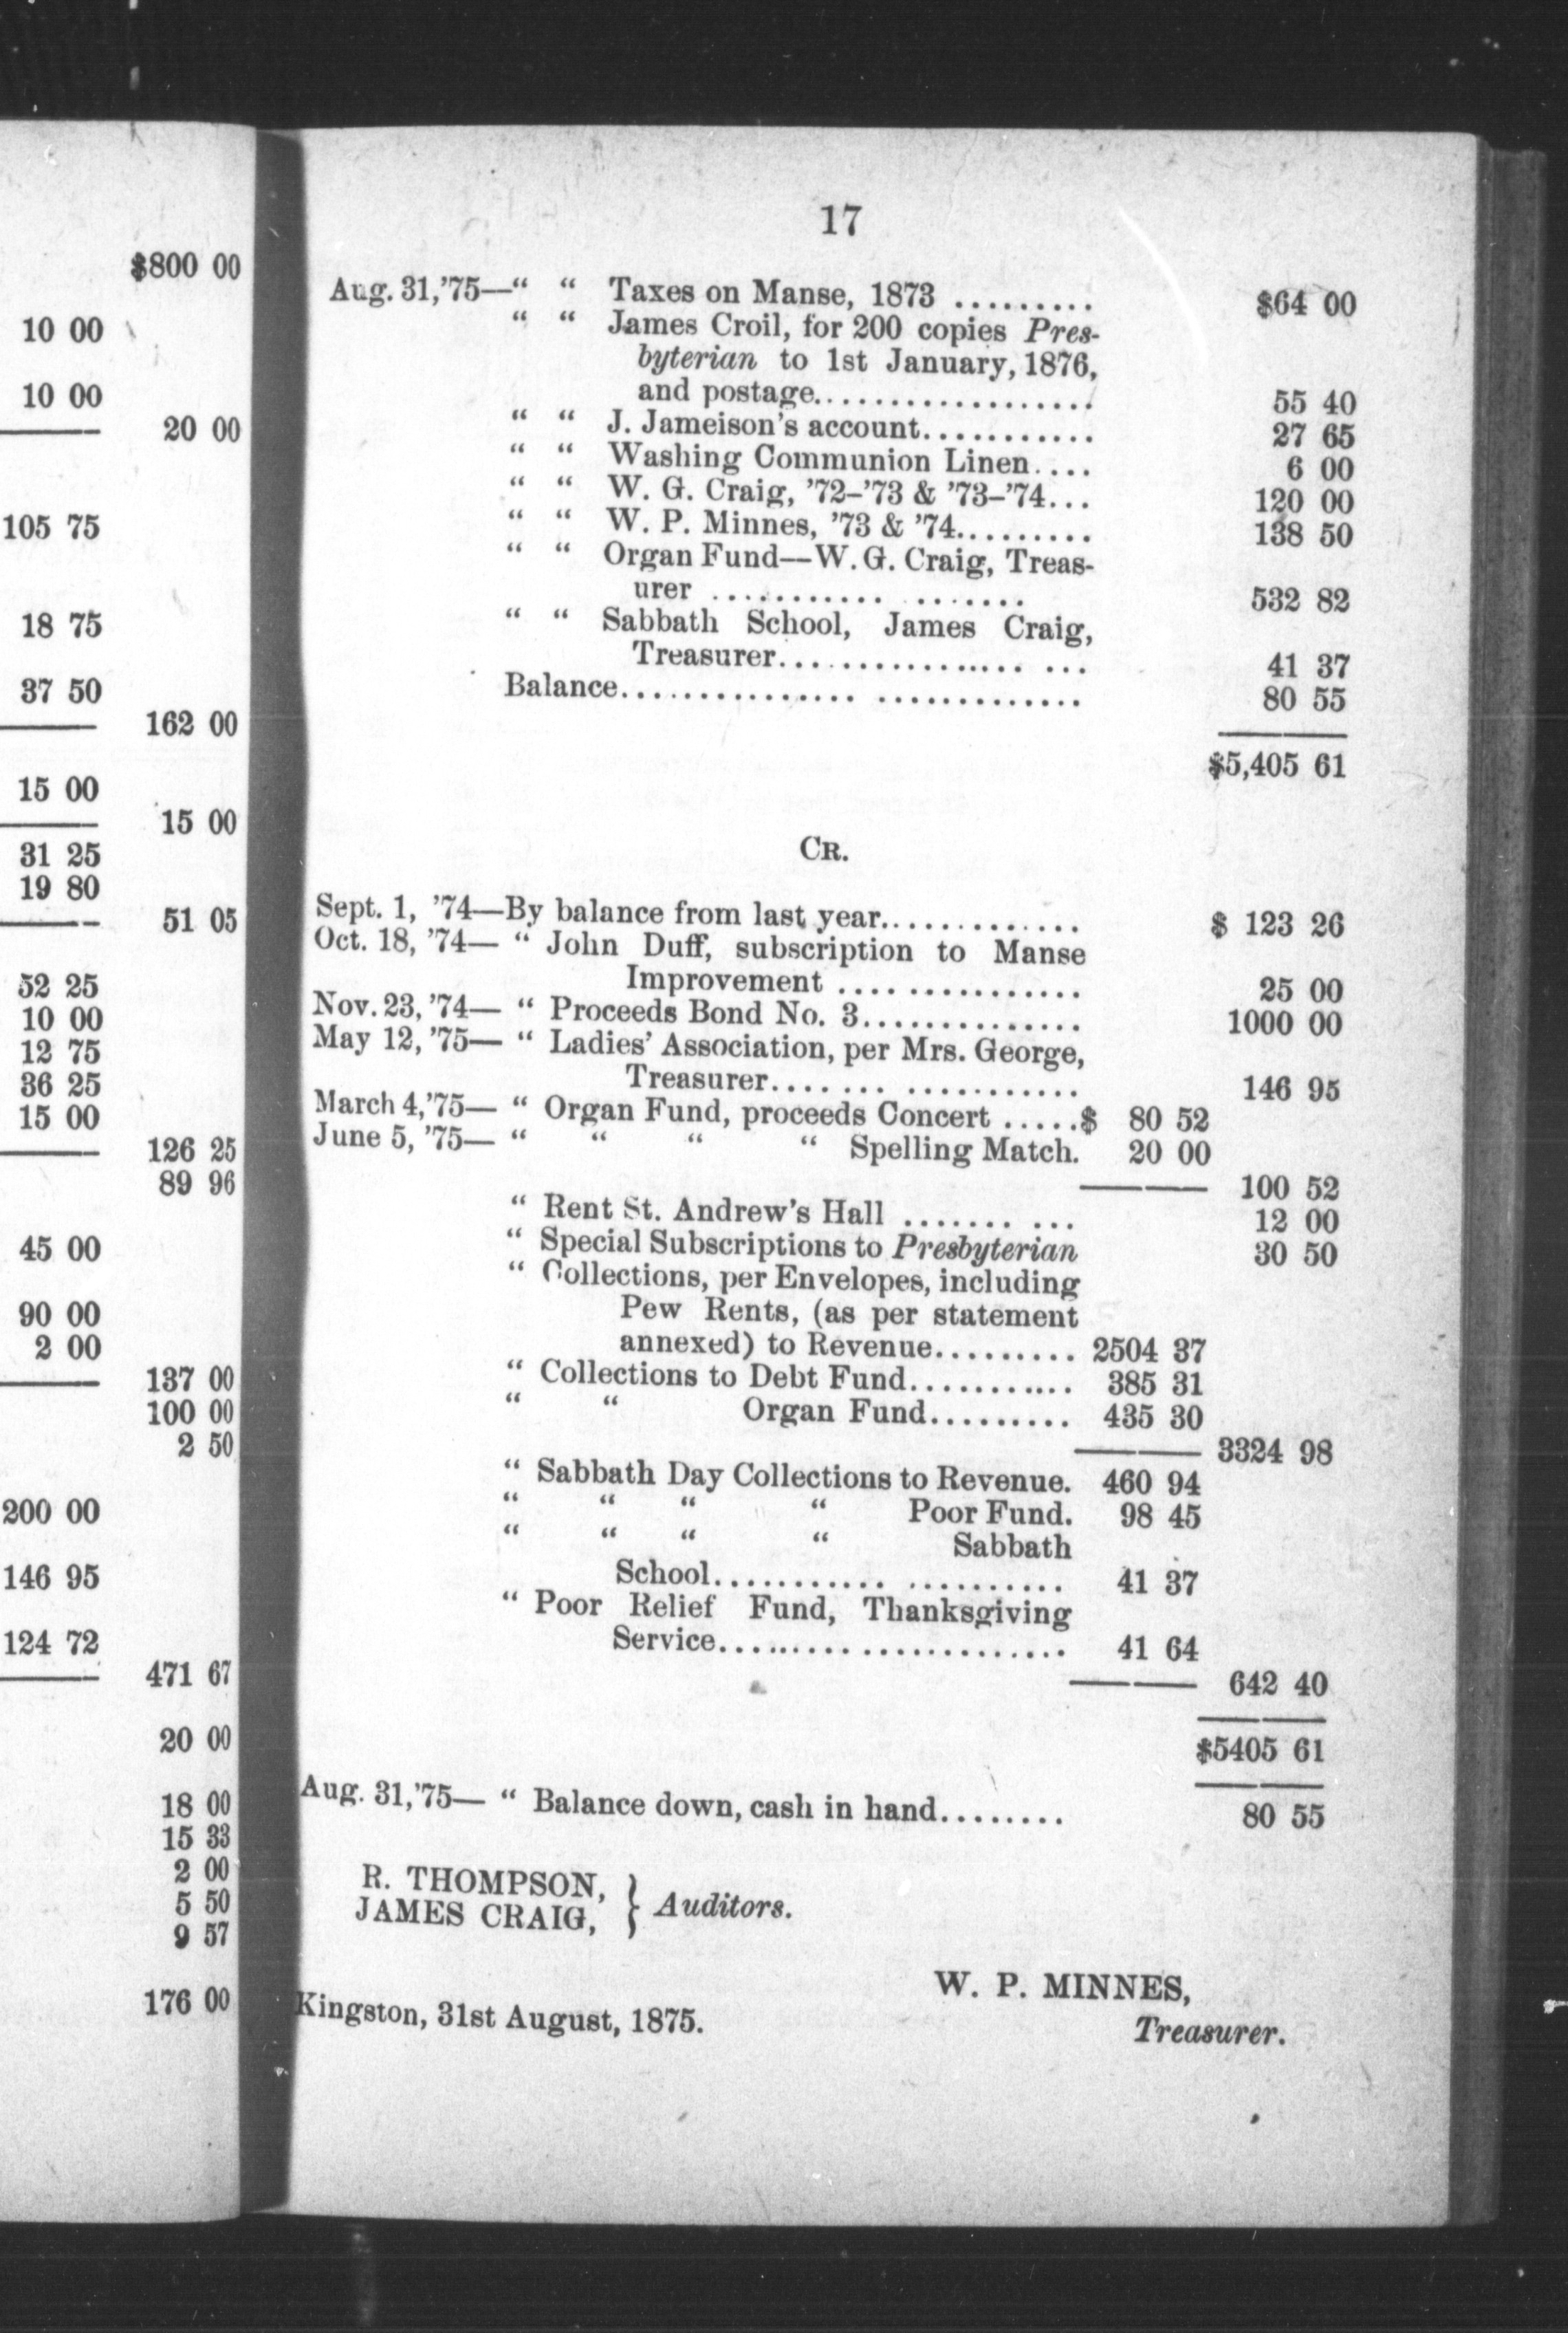 $800 00
10 00
10 00
20 00
105 75
18 75
37 50
162 00
15 00
15 00
31 25
19 80
51 05
52 25
10 00
12 75
36 25
15 00
126 25
89 96
45 00
90 00
2 00
137 00
100 00
2 50
200 00
146 95
124 72
471 67
20 00
18 00
15 33
2 00
5 50
9 57
176 00
17
Aug. 31,'75—“ “ Taxes on Manse, 1873 ......... $64 00
“ “ James Croil, for 200 copies Pres-
byterian to 1st January, 1876,
and postage.................. 55 40
“ “ J. Jameison's account........... 27 65
“ “ Washing Communion Linen.... 6 00
“ “ W. G. Craig, '72–'73 & '73–'74... 120 00
“ “ W. P. Minnes, '73 & '74......... 138 50
“ “ Organ Fund—W. G. Craig, Treas-
urer ........... ....... 532 82
“ “ Sabbath School, James Craig,
Treasurer................ ... 41 37
Balance............... ............. 80 55
$5,405 61
CR.
Sept. 1, '74—By balance from last year............. $ 123 26
Oct. 18, '74— “ John Duff, subscription to Manse
Improvement .... ............ 25 00
Nov. 23, '74— “ Proceeds Bond No. 3.............. 1000 00
May 12, '75— “ Ladies' Association, per Mrs. George,
Treasurer....... ........... 146 95
March 4,'75— “ Organ Fund, proceeds Concert .....$ 80 52
June 5, '75— “ “ “ “ Spelling Match. 20 00
100 52
“ Rent St. Andrew's Hall ....... ... 12 00
“ Special Subscriptions to Presbyterian 30 50
“ Collections, per Envelopes, including
Pew Rents, (as per statement
annexed) to Revenue......... 2504 37
“ Collections to Debt Fund........... 385 31
“ “ Organ Fund......... 435 30
3324 98
“ Sabbath Day Collections to Revenue. 460 94
“ “ “ “ Poor Fund. 98 45
“ “ “ “ Sabbath
School........... .......... 41 37
“ Poor Relief Fund, Thanksgiving
Service...................... 41 64
642 40
$5405 61
Aug. 31,'75— “ Balance down, cash in hand........ 80 55
R. THOMPSON,
JAMES CRAIG, } Auditors.
W. P. MINNES,
Treasurer.
Kingston, 31st August, 1875.